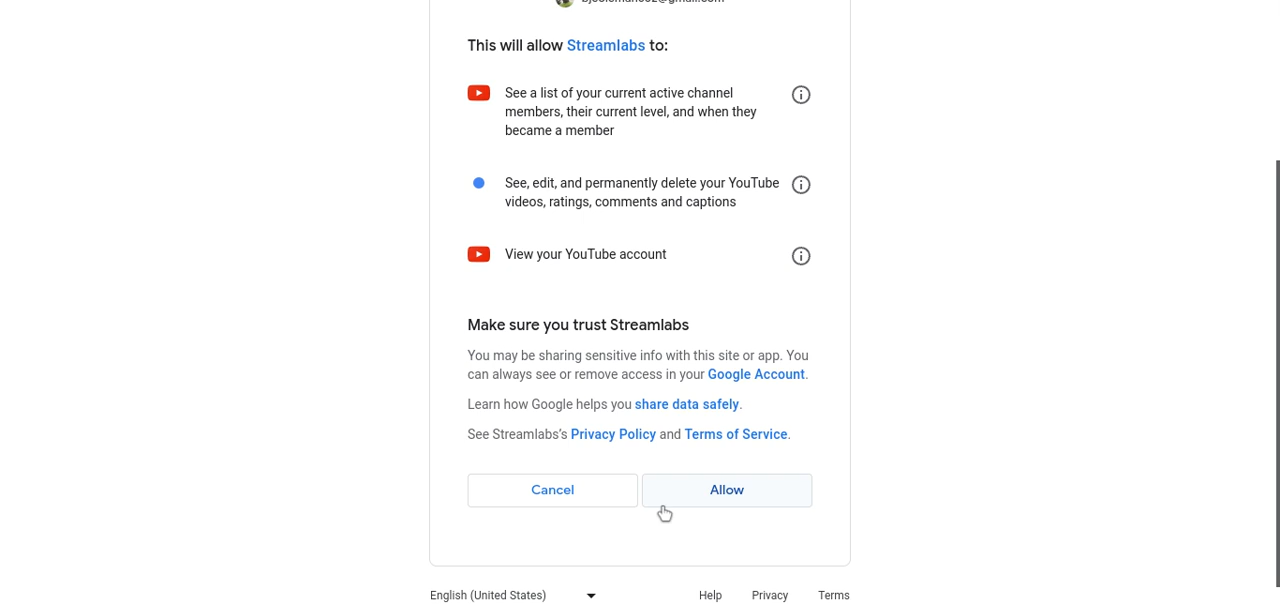 This will allow Streamlabs to:
See a list of your current active channel
members, their current level, and when they
became a member
See, edit, and permanently delete your YouTube
videos, ratings, comments and captions
View your YouTube account
Make sure you trust Streamlabs
You may be sharing sensitive info with this site or app. You
can always see or remove access in your Google Account.
Learn how Google helps you share data safely.
See Streamlabs's Privacy Policy and Terms of Service.
Cancel
Allow
English (United States)
Help
Privacy
Terms